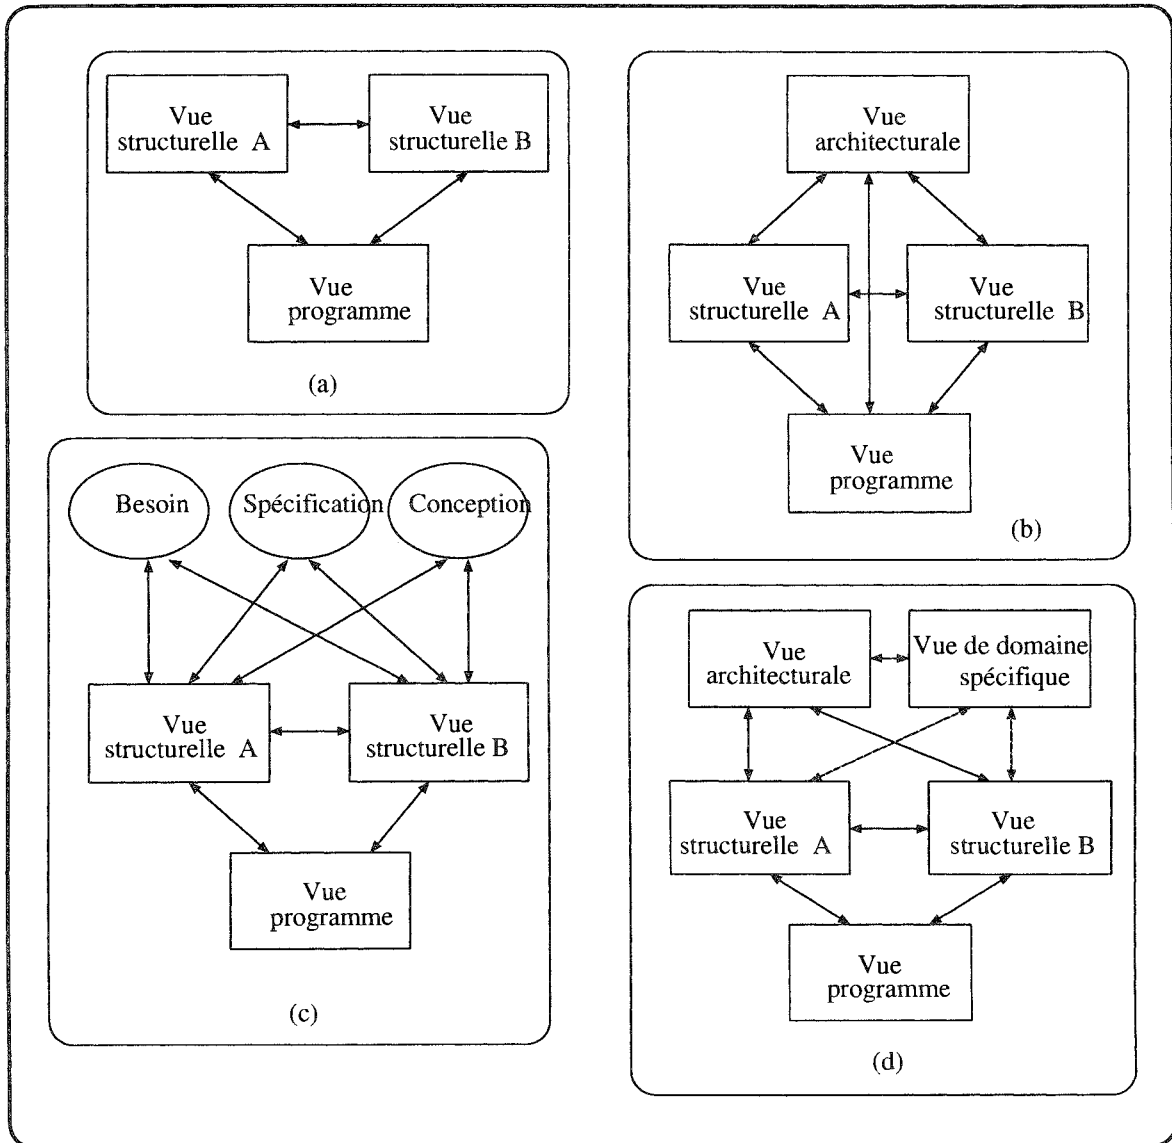 Vue
structurelle A
Vue
structurelle B
Vue
programme
(a)
Vue
architecturale
Vue
structurelle A
Vue
structurelle B
Vue
programme
(b)
Besoin
Spécification
Conception
Vue
structurelle A
Vue
structurelle B
Vue
programme
(c)
Vue
architecturale
Vue de domaine
spécifique
Vue
structurelle A
Vue
structurelle B
Vue
programme
(d)